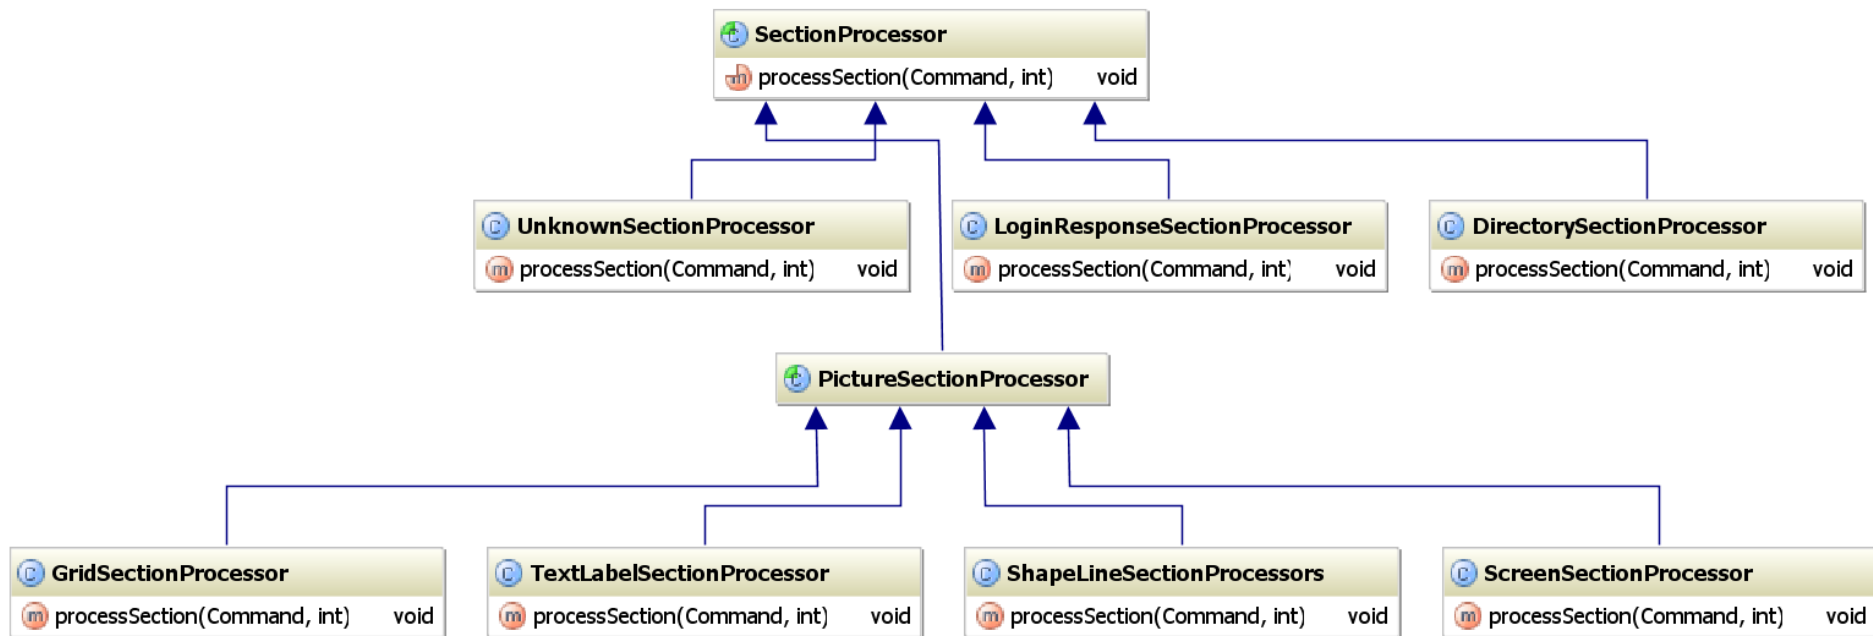 SectionProcessor
processSection(Command, int) void
UnknownSectionProcessor
processSection(Command, int) void
LoginResponseSectionProcessor
processSection(Command, int) void
DirectorySectionProcessor
processSection(Command, int) void
PictureSectionProcessor
GridSectionProcessor
processSection(Command, int) void
TextLabelSectionProcessor
processSection(Command, int) void
ShapeLineSectionProcessors
processSection(Command, int) void
ScreenSectionProcessor
processSection(Command, int) void